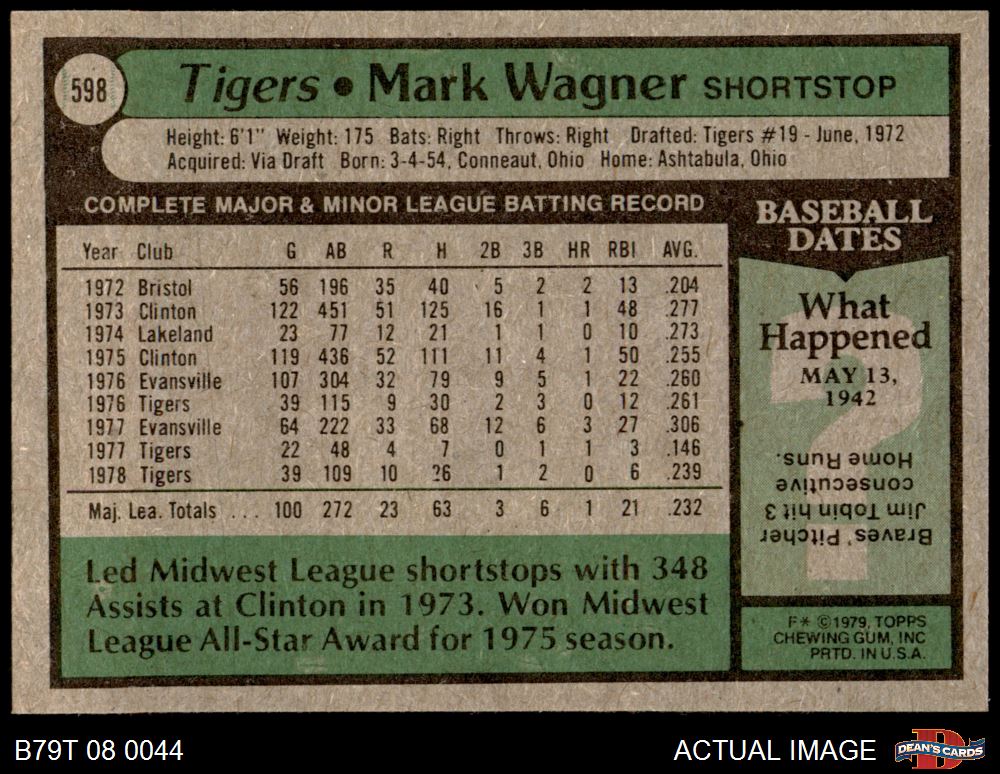 598
Tigers • Mark Wagner SHORTSTOP
Height: 6'1" Weight: 175 Bats: Right Throws: Right Drafted: Tigers #19 - June, 1972
Acquired: Via Draft Born: 3-4-54, Conneaut, Ohio Home: Ashtabula, Ohio
COMPLETE MAJOR & MINOR LEAGUE BATTING RECORD
Year Club G AB R H 2B 3B HR RBI AVG.
1972 Bristol 56 196 35 40 5 2 2 13 .204
1973 Clinton 122 451 51 125 16 1 1 48 .277
1974 Lakeland 23 77 12 21 1 1 0 10 .273
1975 Clinton 119 436 52 111 11 4 1 50 .255
1976 Evansville 107 304 32 79 9 5 1 22 .260
1976 Tigers 39 115 9 30 2 3 0 12 .261
1977 Evansville 64 222 33 68 12 6 3 27 .306
1977 Tigers 22 48 4 7 0 1 1 3 .146
1978 Tigers 39 109 10 26 1 2 0 6 .239
Maj. Lea. Totals ... 100 272 23 63 3 6 1 21 .232
Led Midwest League shortstops with 348
Assists at Clinton in 1973. Won Midwest
League All-Star Award for 1975 season.
BASEBALL
DATES
What
Happened
MAY 13,
1942
Braves' Pitcher
Jim Tobin hit 3
consecutive
Home Runs.
F* ©1979, TOPPS
CHEWING GUM, INC
PRTD. IN U.S.A.
B79T 08 0044
ACTUAL IMAGE
DEAN'S CARDS